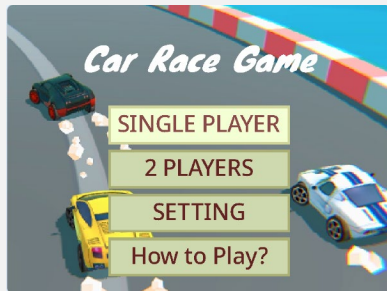 Car Race Game
SINGLE PLAYER
2 PLAYERS
SETTING
How to Play?